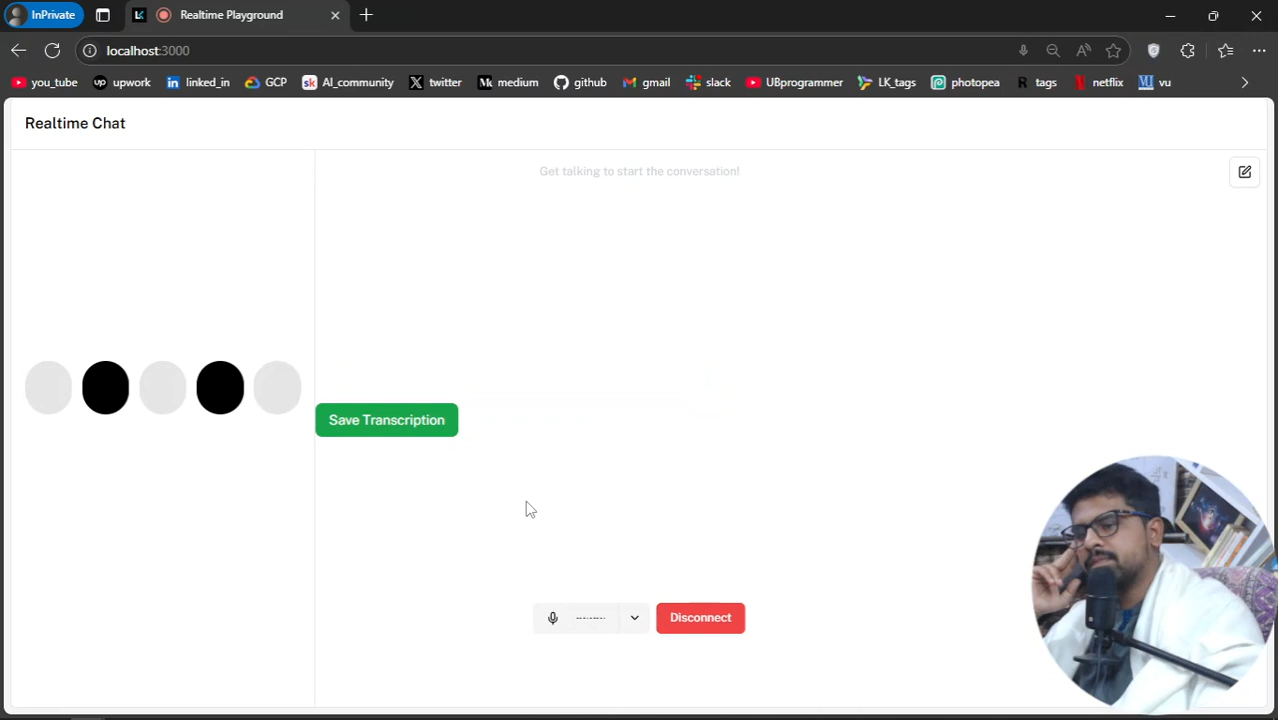 InPrivate
Realtime Playground
localhost:3000
you_tube upwork linked_in GCP AI_community twitter medium github gmail slack UBprogrammer LK_tags photopea tags netflix vu
Realtime Chat
Get talking to start the conversation!
Save Transcription
Disconnect